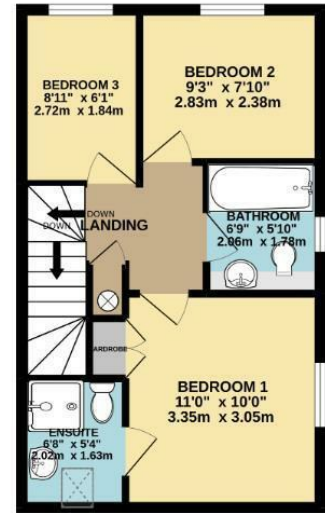 BEDROOM 3
8'11" x 6'1"
2.72m x 1.84m
BEDROOM 2
9'3" x 7'10"
2.83m x 2.38m
DOWN
DOWN
LANDING
BATHROOM
6'9" x 5'10"
2.06m x 1.78m
ARDROBE
BEDROOM 1
11'0" x 10'0"
3.35m x 3.05m
ENSUITE
6'8" x 5'4"
2.02m x 1.63m